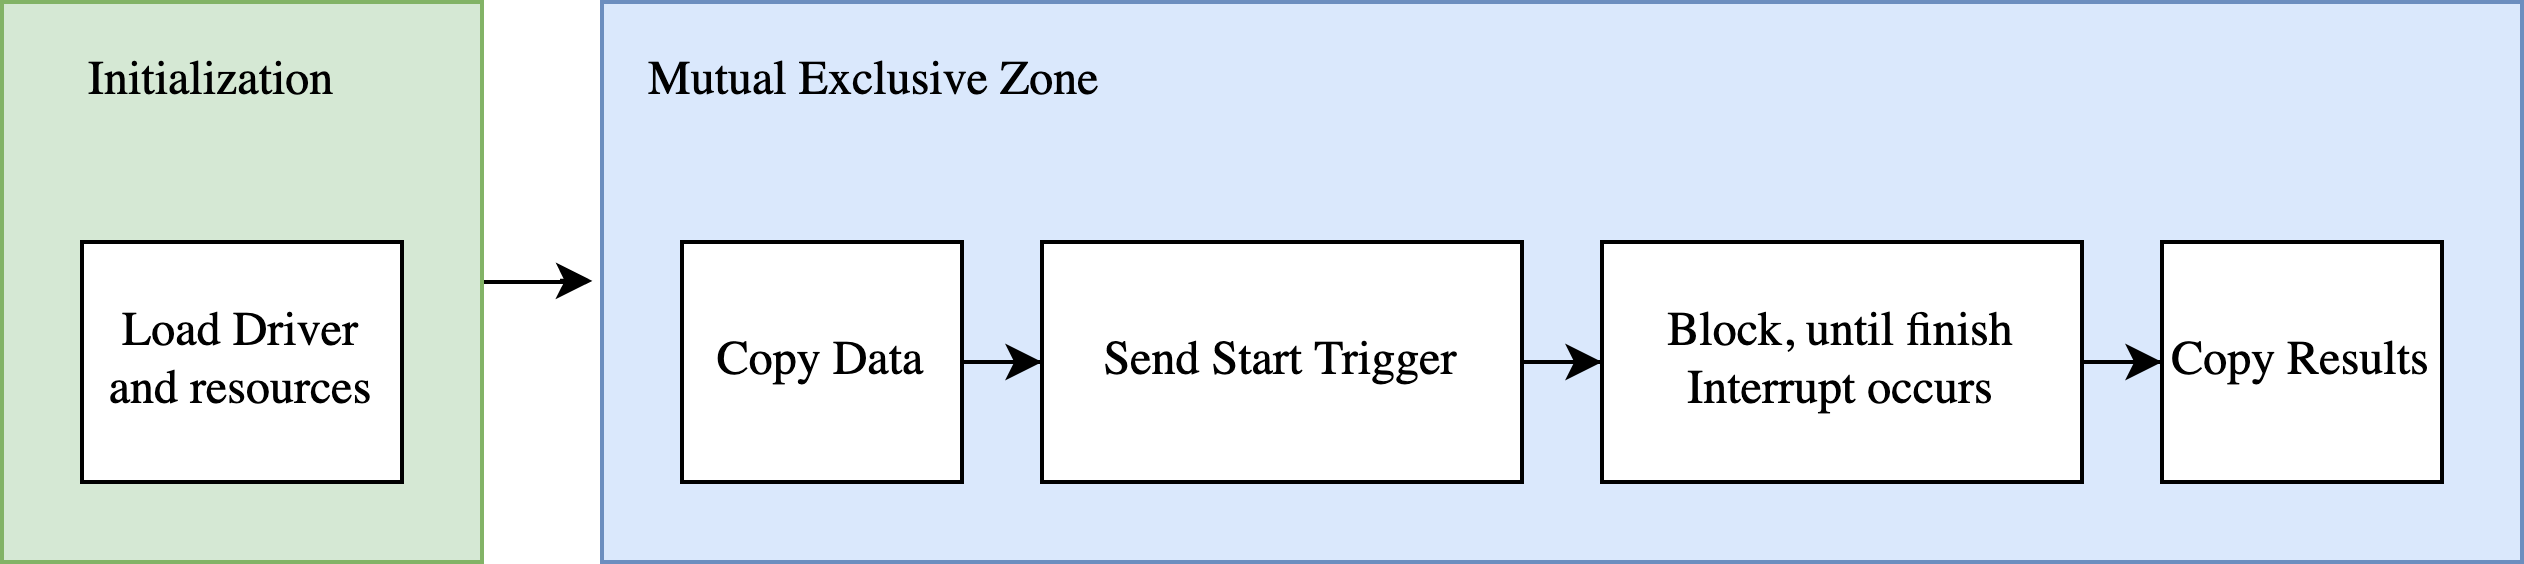 Initialization
Mutual Exclusive Zone
Load Driver
and resources
Copy Data
Send Start Trigger
Block, until finish
Interrupt occurs
Copy Results